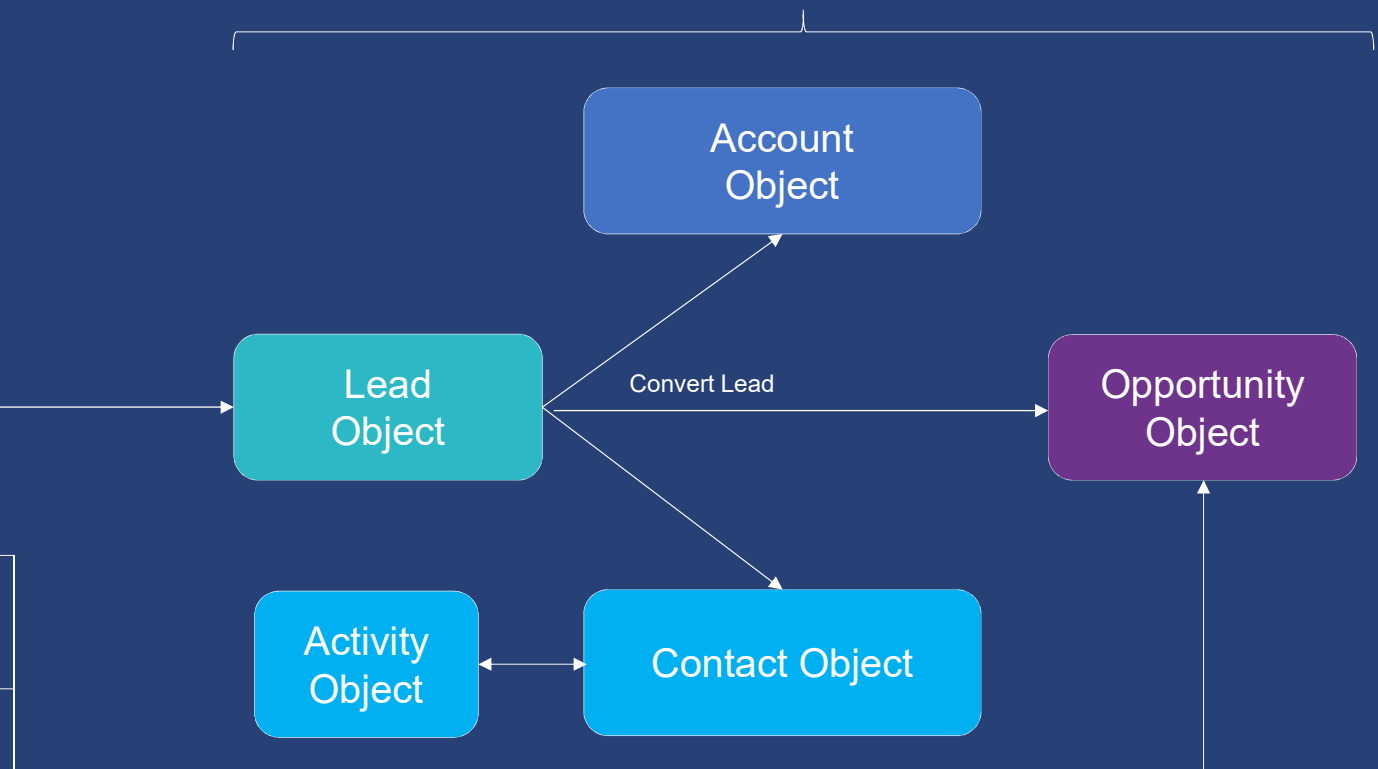 Account
Object
Lead
Object
Convert Lead
Opportunity
Object
Activity
Object
Contact Object